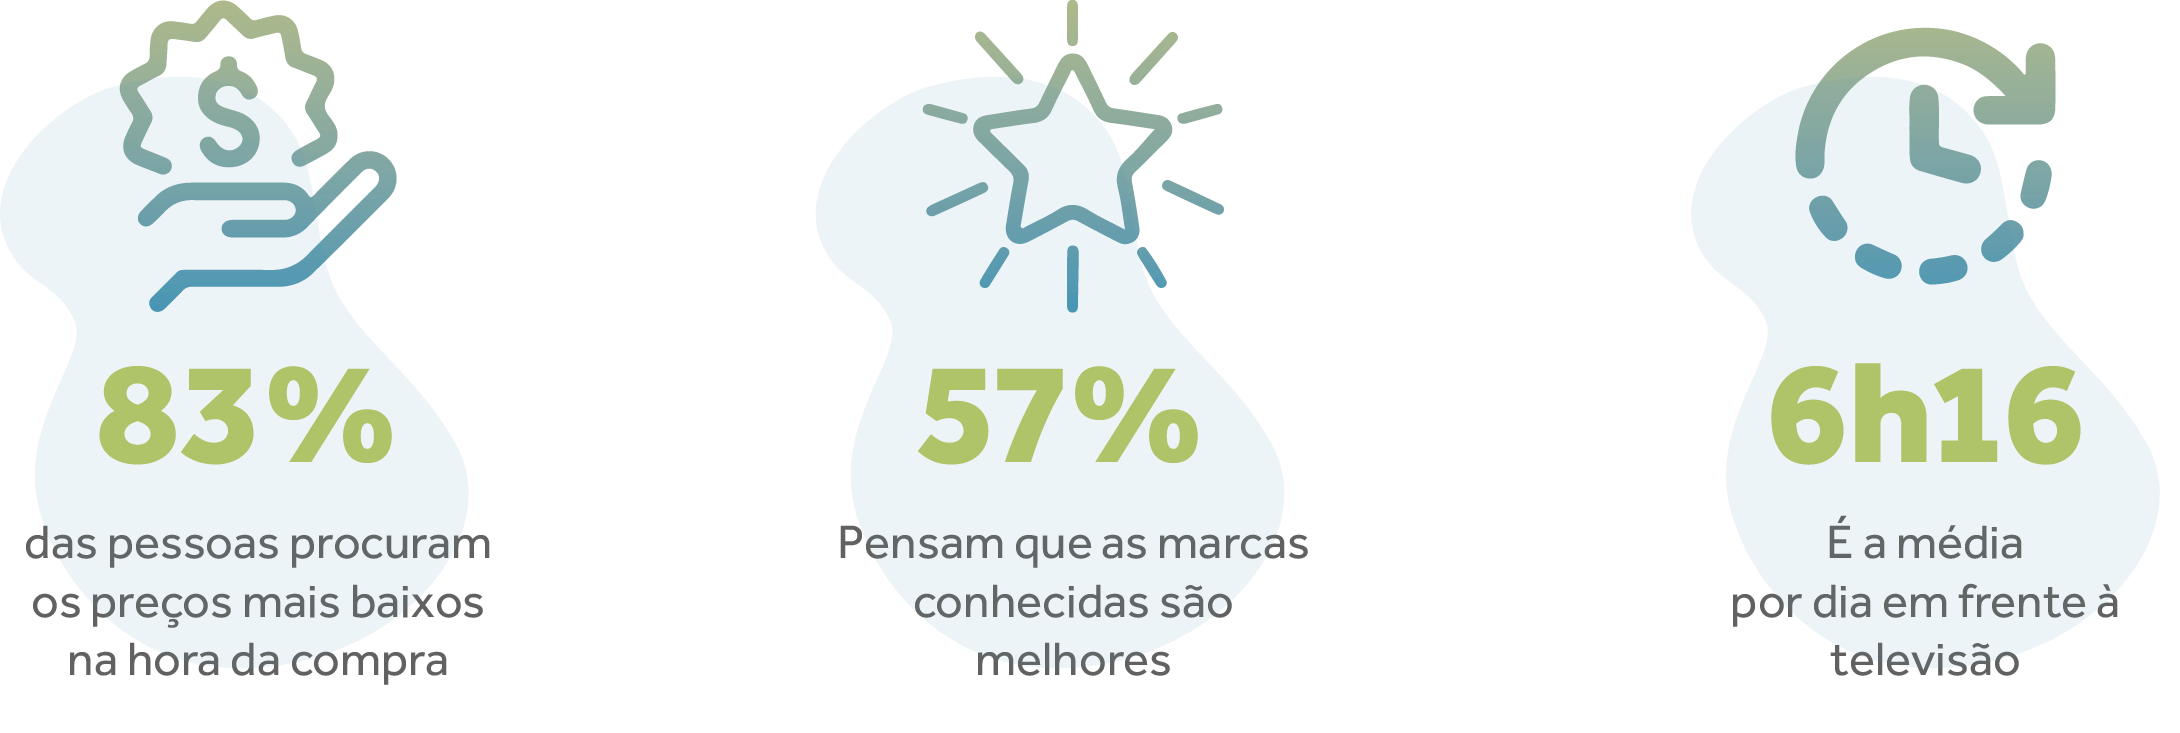 $
83%
das pessoas procuram
os preços mais baixos
na hora da compra
57%
Pensam que as marcas
conhecidas são
melhores
6h16
É a média
por dia em frente à
televisão